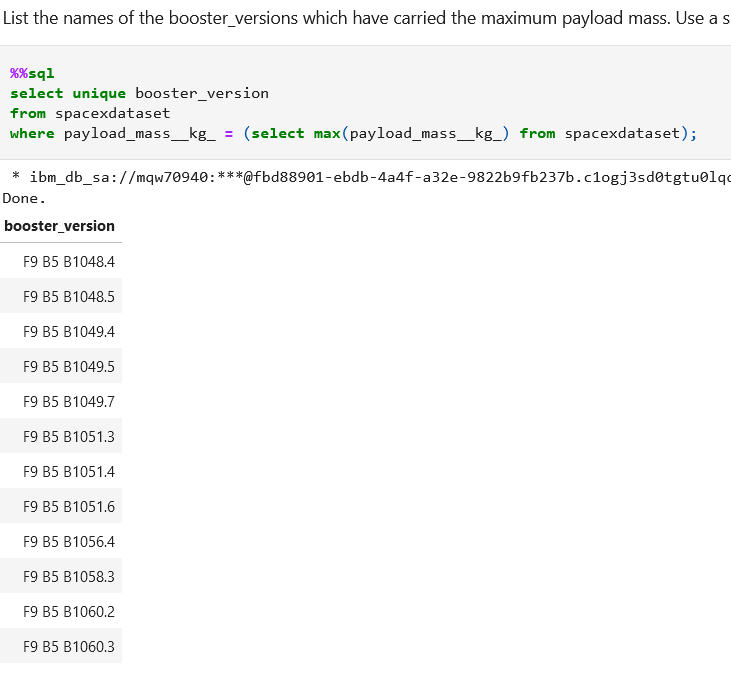 List the names of the booster_versions which have carried the maximum payload mass. Use a s
%%sql
select unique booster_version
from spacexdataset
where payload_mass__kg_ = (select max(payload_mass__kg_) from spacexdataset);
* ibm_db_sa://mqw70940:***@fbd88901-ebdb-4a4f-a32e-9822b9fb237b.c1ogj3sd0tgtu0lqd
Done.
booster_version
F9 B5 B1048.4
F9 B5 B1048.5
F9 B5 B1049.4
F9 B5 B1049.5
F9 B5 B1049.7
F9 B5 B1051.3
F9 B5 B1051.4
F9 B5 B1051.6
F9 B5 B1056.4
F9 B5 B1058.3
F9 B5 B1060.2
F9 B5 B1060.3